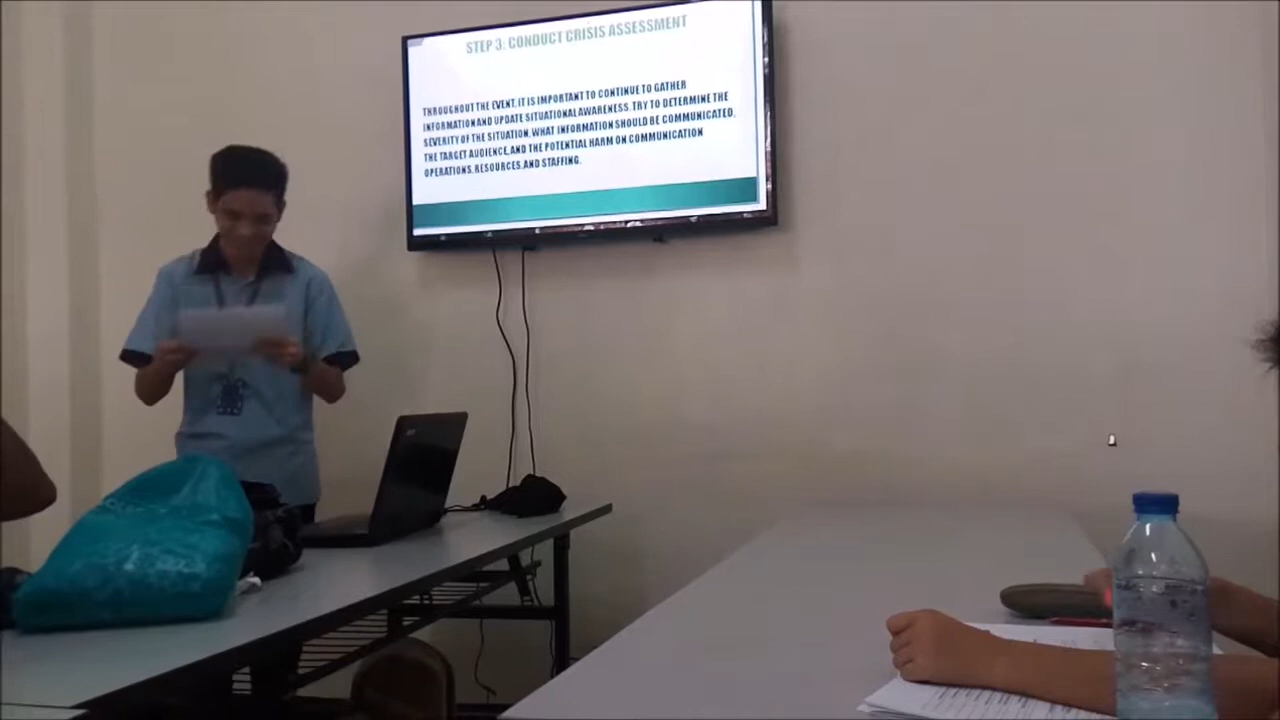 STEP 3: CONDUCT CRISIS ASSESSMENT
THROUGHOUT THE EVENT, IT IS IMPORTANT TO CONTINUE TO GATHER
INFORMATION AND UPDATE SITUATIONAL AWARENESS. TRY TO DETERMINE THE
SEVERITY OF THE SITUATION, WHAT INFORMATION SHOULD BE COMMUNICATED,
THE TARGET AUDIENCE, AND THE POTENTIAL HARM ON COMMUNICATION
OPERATIONS, RESOURCES, AND STAFFING.